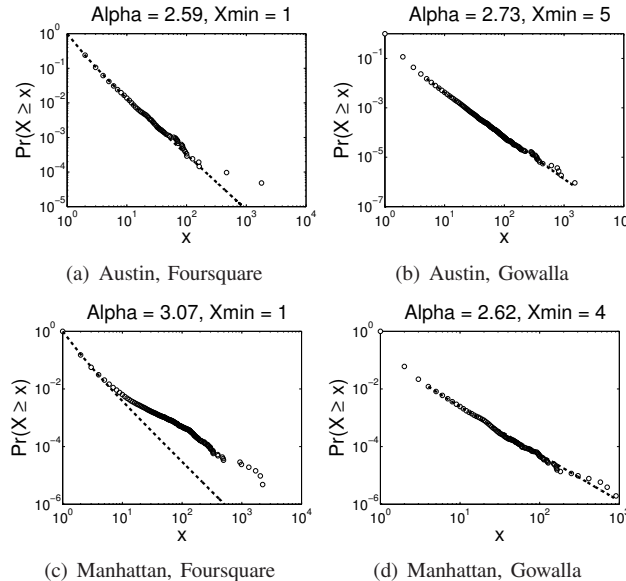 Alpha = 2.59, Xmin = 1
Alpha = 2.73, Xmin = 5
Pr(X ≥ x)
10^0
10^-1
10^-2
10^-3
10^-4
10^-5
10^0
10^1
10^2
10^3
10^4
x
Pr(X ≥ x)
10^-1
10^-3
10^-5
10^-7
10^0
10^1
10^2
10^3
10^4
x
(a) Austin, Foursquare
(b) Austin, Gowalla
Alpha = 3.07, Xmin = 1
Alpha = 2.62, Xmin = 4
Pr(X ≥ x)
10^0
10^-2
10^-4
10^-6
10^0
10^1
10^2
10^3
10^4
x
Pr(X ≥ x)
10^0
10^-2
10^-4
10^-6
10^0
10^1
10^2
10^3
x
(c) Manhattan, Foursquare
(d) Manhattan, Gowalla